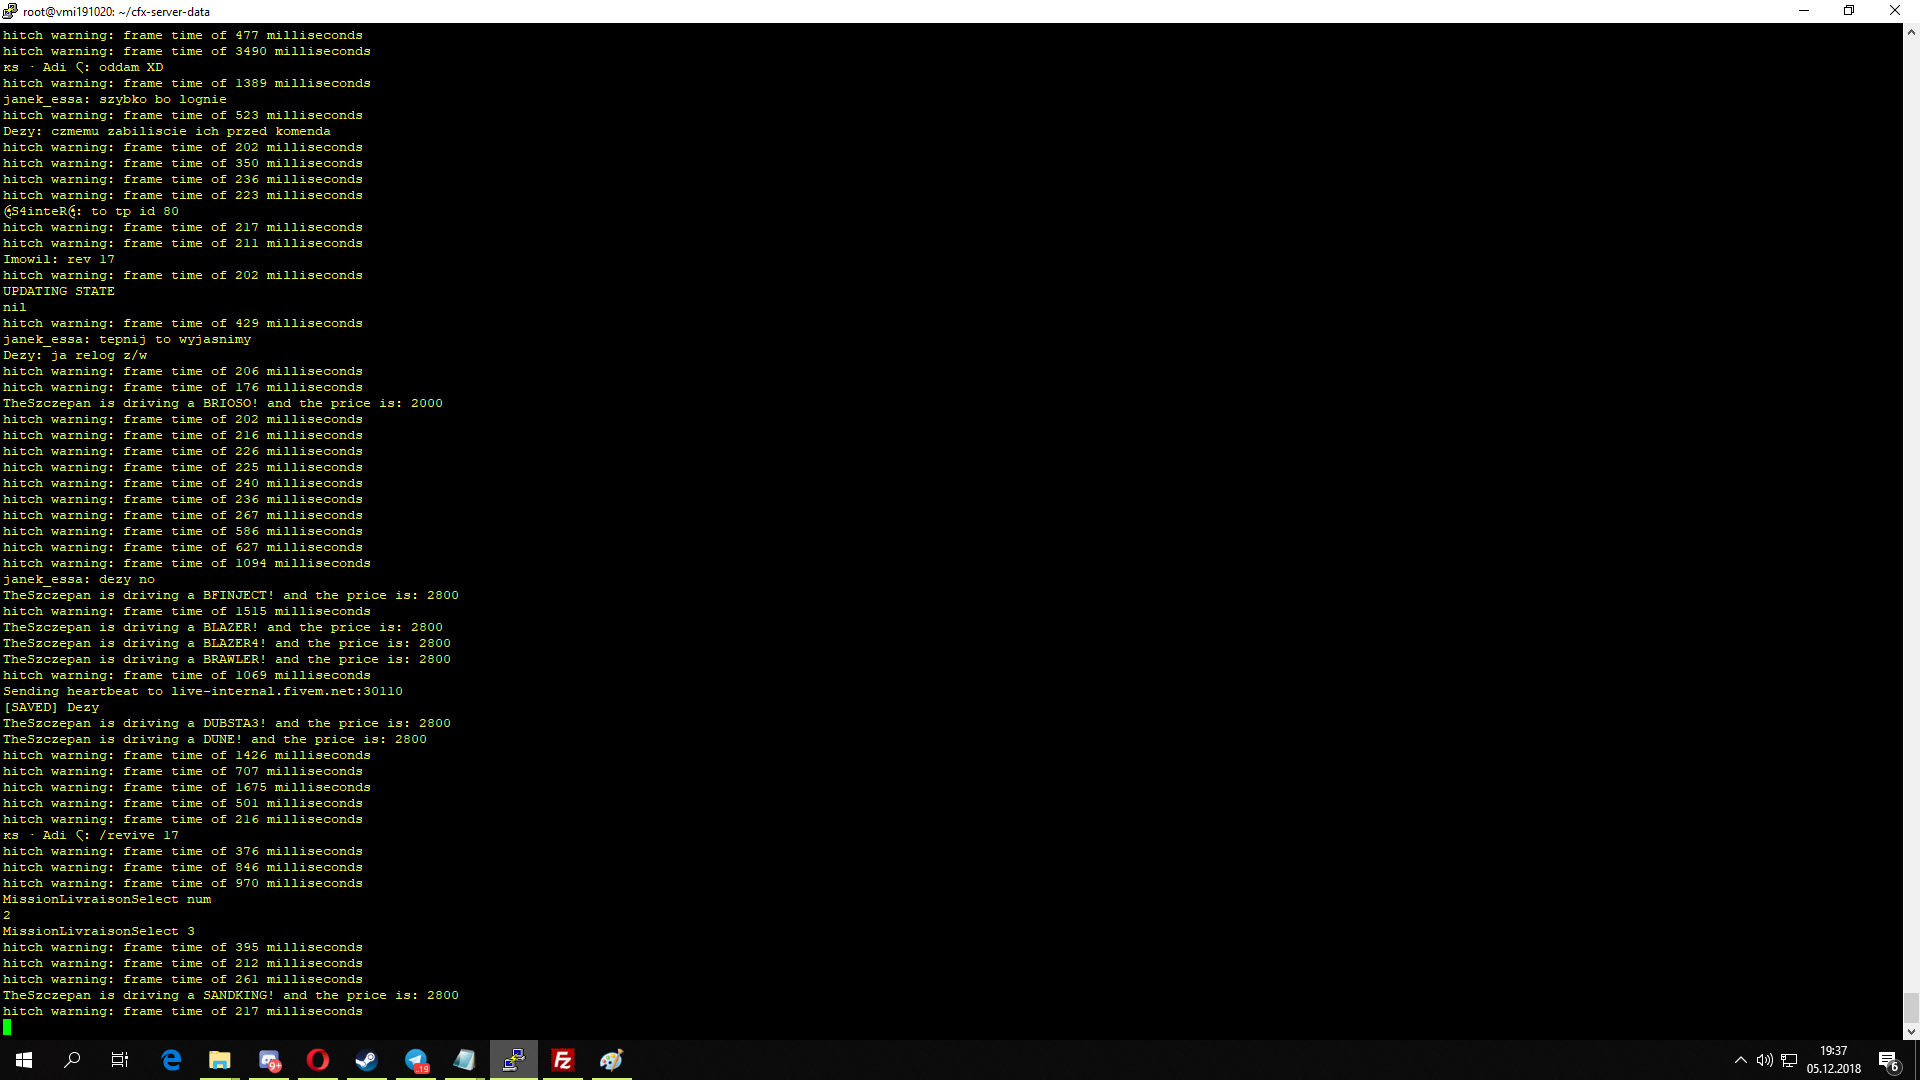 root@vmi191020: ~/cfx-server-data
hitch warning: frame time of 477 milliseconds
hitch warning: frame time of 3490 milliseconds
кs · Adi ᕐ: oddam XD
hitch warning: frame time of 1389 milliseconds
janek_essa: szybko bo lognie
hitch warning: frame time of 523 milliseconds
Dezy: czmemu zabiliscie ich przed komenda
hitch warning: frame time of 202 milliseconds
hitch warning: frame time of 350 milliseconds
hitch warning: frame time of 236 milliseconds
hitch warning: frame time of 223 milliseconds
S4inteR: to tp id 80
hitch warning: frame time of 217 milliseconds
hitch warning: frame time of 211 milliseconds
Imowil: rev 17
hitch warning: frame time of 202 milliseconds
UPDATING STATE
nil
hitch warning: frame time of 429 milliseconds
janek_essa: tepnij to wyjasnimy
Dezy: ja relog z/w
hitch warning: frame time of 206 milliseconds
hitch warning: frame time of 176 milliseconds
TheSzczepan is driving a BRIOSO! and the price is: 2000
hitch warning: frame time of 202 milliseconds
hitch warning: frame time of 216 milliseconds
hitch warning: frame time of 226 milliseconds
hitch warning: frame time of 225 milliseconds
hitch warning: frame time of 240 milliseconds
hitch warning: frame time of 236 milliseconds
hitch warning: frame time of 267 milliseconds
hitch warning: frame time of 586 milliseconds
hitch warning: frame time of 627 milliseconds
hitch warning: frame time of 1094 milliseconds
janek_essa: dezy no
TheSzczepan is driving a BFINJECT! and the price is: 2800
hitch warning: frame time of 1515 milliseconds
TheSzczepan is driving a BLAZER! and the price is: 2800
TheSzczepan is driving a BLAZER4! and the price is: 2800
TheSzczepan is driving a BRAWLER! and the price is: 2800
hitch warning: frame time of 1069 milliseconds
Sending heartbeat to live-internal.fivem.net:30110
[SAVED] Dezy
TheSzczepan is driving a DUBSTA3! and the price is: 2800
TheSzczepan is driving a DUNE! and the price is: 2800
hitch warning: frame time of 1426 milliseconds
hitch warning: frame time of 707 milliseconds
hitch warning: frame time of 1675 milliseconds
hitch warning: frame time of 501 milliseconds
hitch warning: frame time of 216 milliseconds
кs · Adi ᕐ: /revive 17
hitch warning: frame time of 376 milliseconds
hitch warning: frame time of 846 milliseconds
hitch warning: frame time of 970 milliseconds
MissionLivraisonSelect num
2
MissionLivraisonSelect 3
hitch warning: frame time of 395 milliseconds
hitch warning: frame time of 212 milliseconds
hitch warning: frame time of 261 milliseconds
TheSzczepan is driving a SANDKING! and the price is: 2800
hitch warning: frame time of 217 milliseconds
9+
..19
Fz
19:37
05.12.2018
6